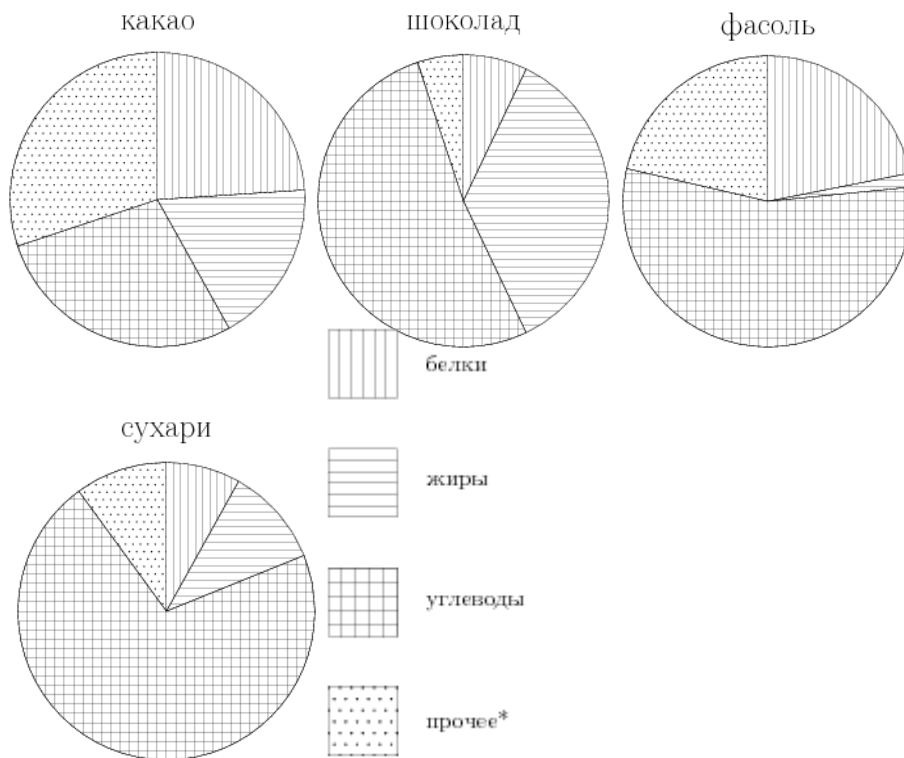 какао
шоколад
фасоль
белки
сухари
жиры
углеводы
прочее*